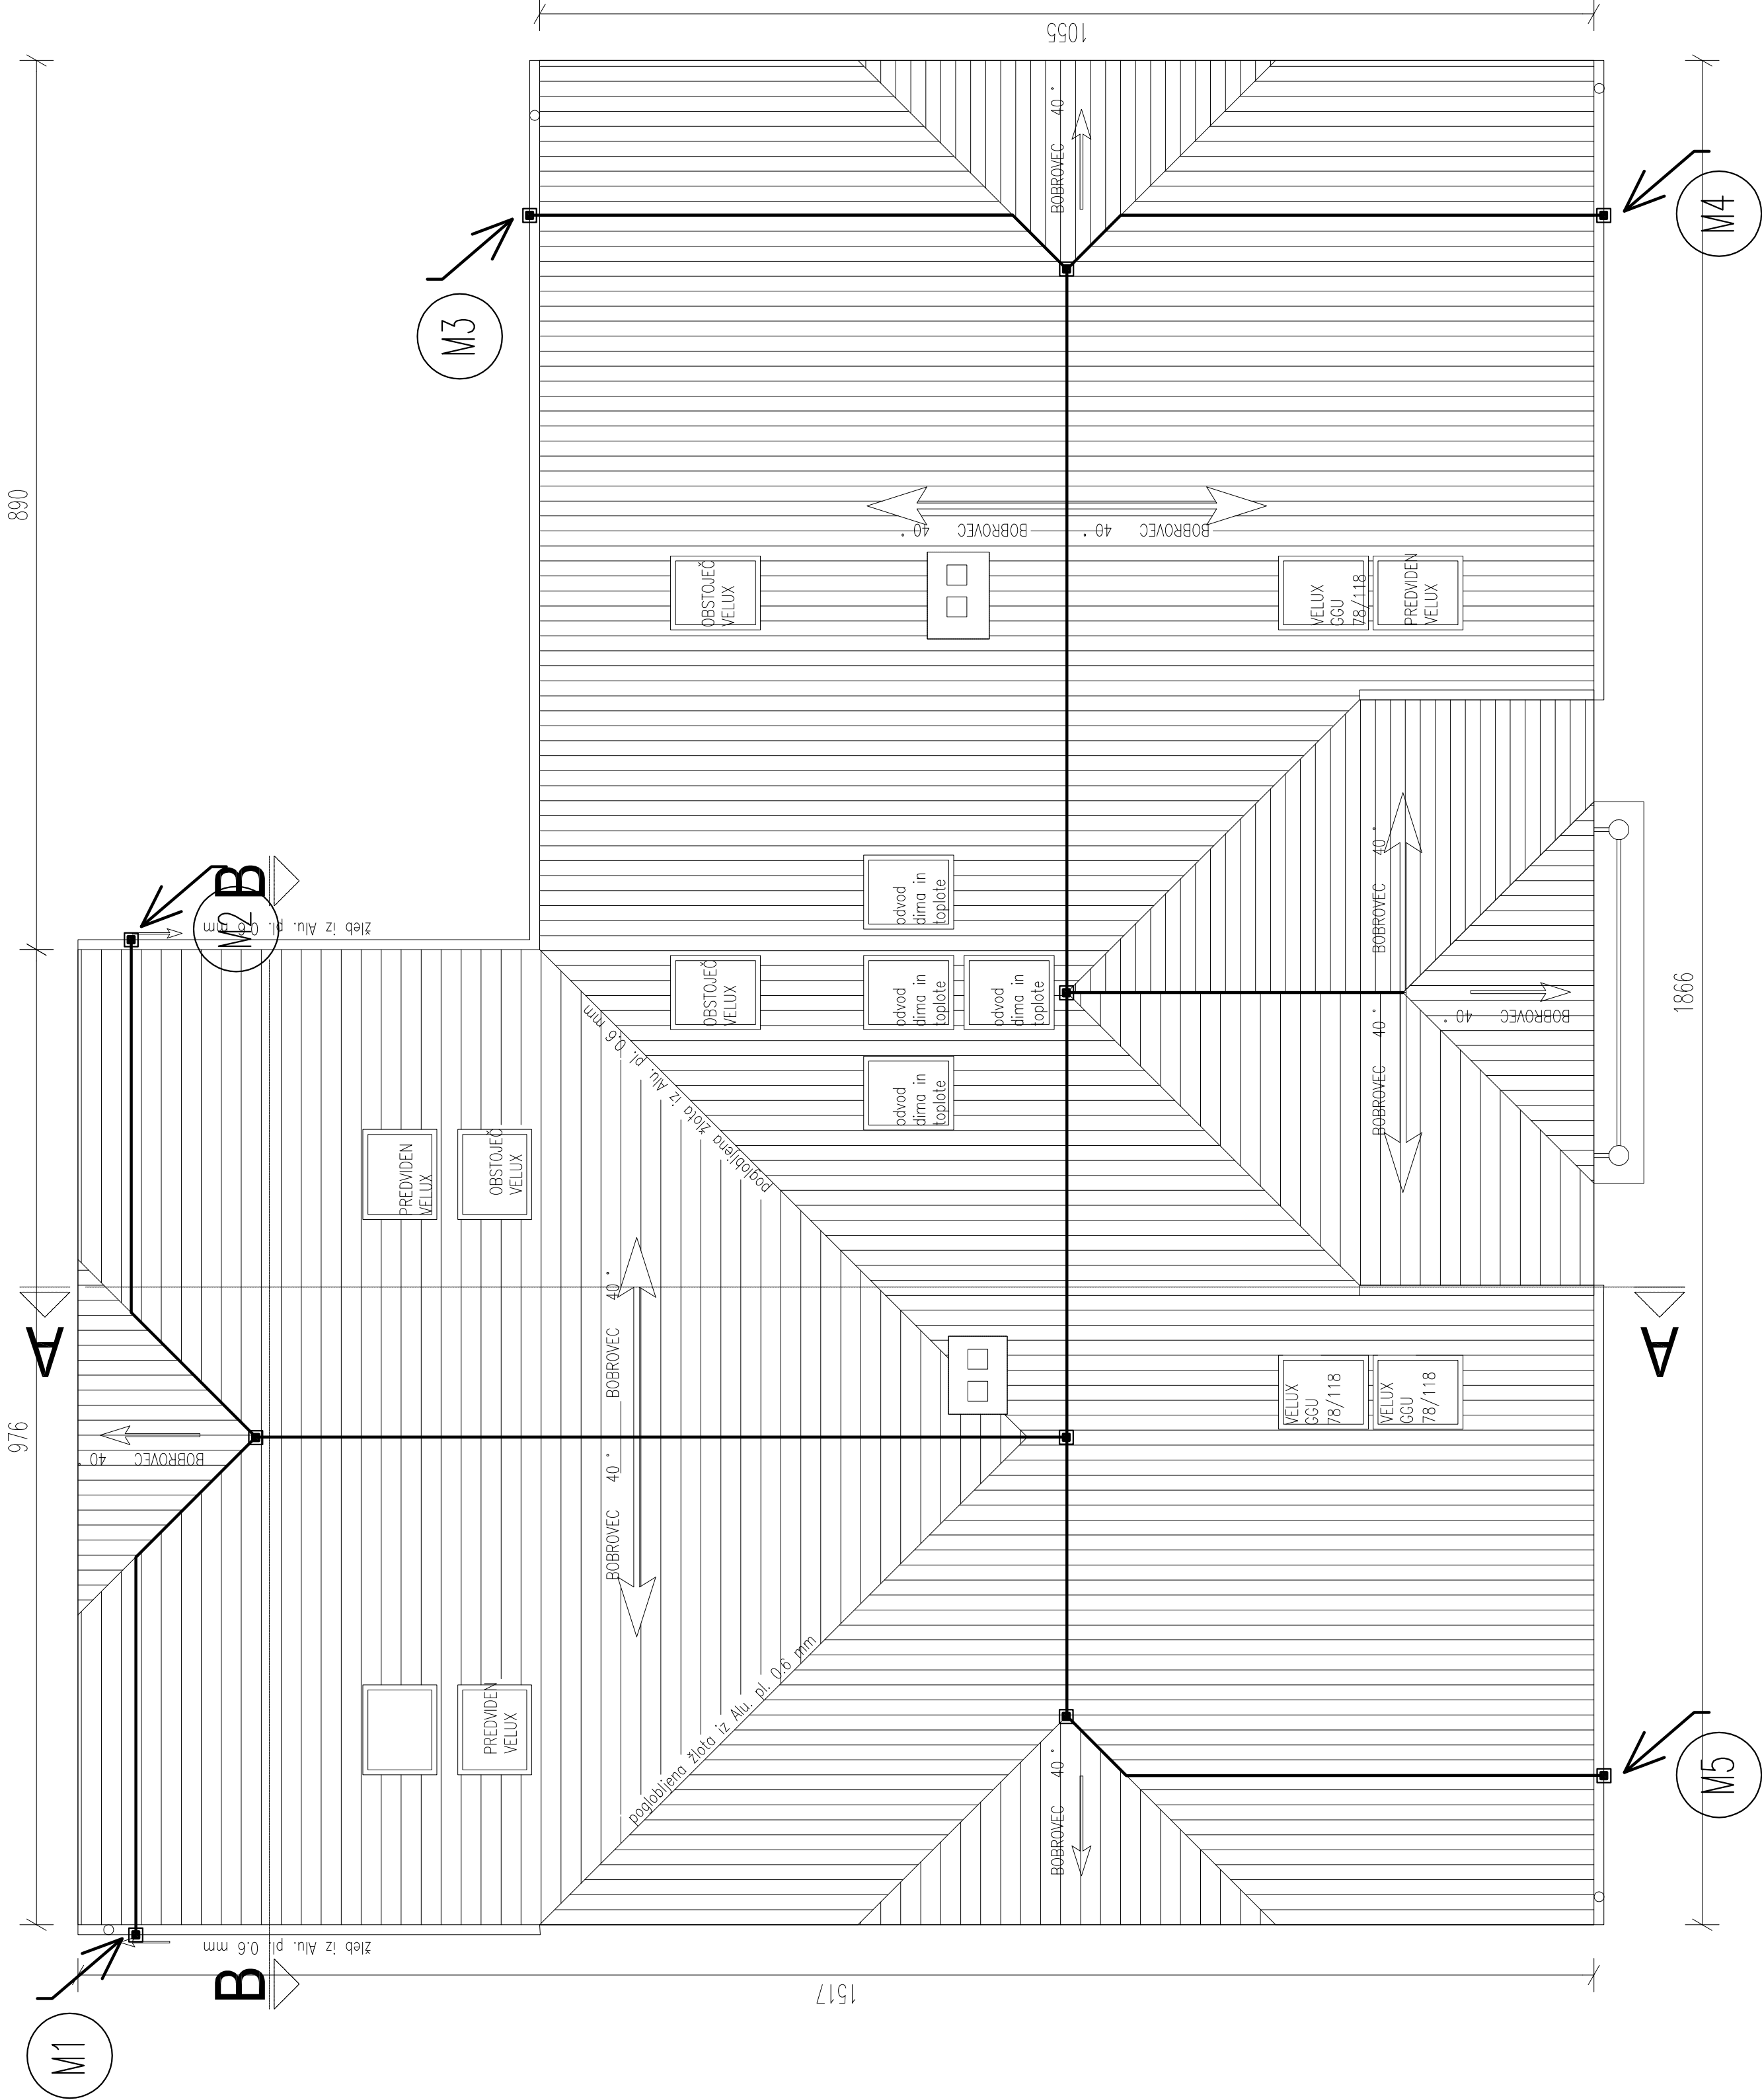 1055
890
BOBROVEC 40°
M3
M4
BOBROVEC 40°
BOBROVEC 40°
OBSTOJEČ
VELUX
VELUX
GGU
78/118
PREDVIDEN
VELUX
odvod
dima in
toplote
B
M2
žleb iz Alu. pl. 0.6 mm
OBSTOJEČ
VELUX
odvod
dima in
toplote
odvod
dima in
toplote
odvod
dima in
toplote
BOBROVEC 40°
BOBROVEC 40°
BOBROVEC 40°
1866
poglobljena žlota iz Alu. pl. 0.6 mm
PREDVIDEN
VELUX
OBSTOJEČ
VELUX
A
A
BOBROVEC 40°
BOBROVEC 40°
BOBROVEC 40°
976
VELUX
GGU
78/118
VELUX
GGU
78/118
PREDVIDEN
VELUX
poglobljena žlota iz Alu. pl. 0.6 mm
BOBROVEC 40°
M5
žleb iz Alu. pl. 0.6 mm
B
1517
M1